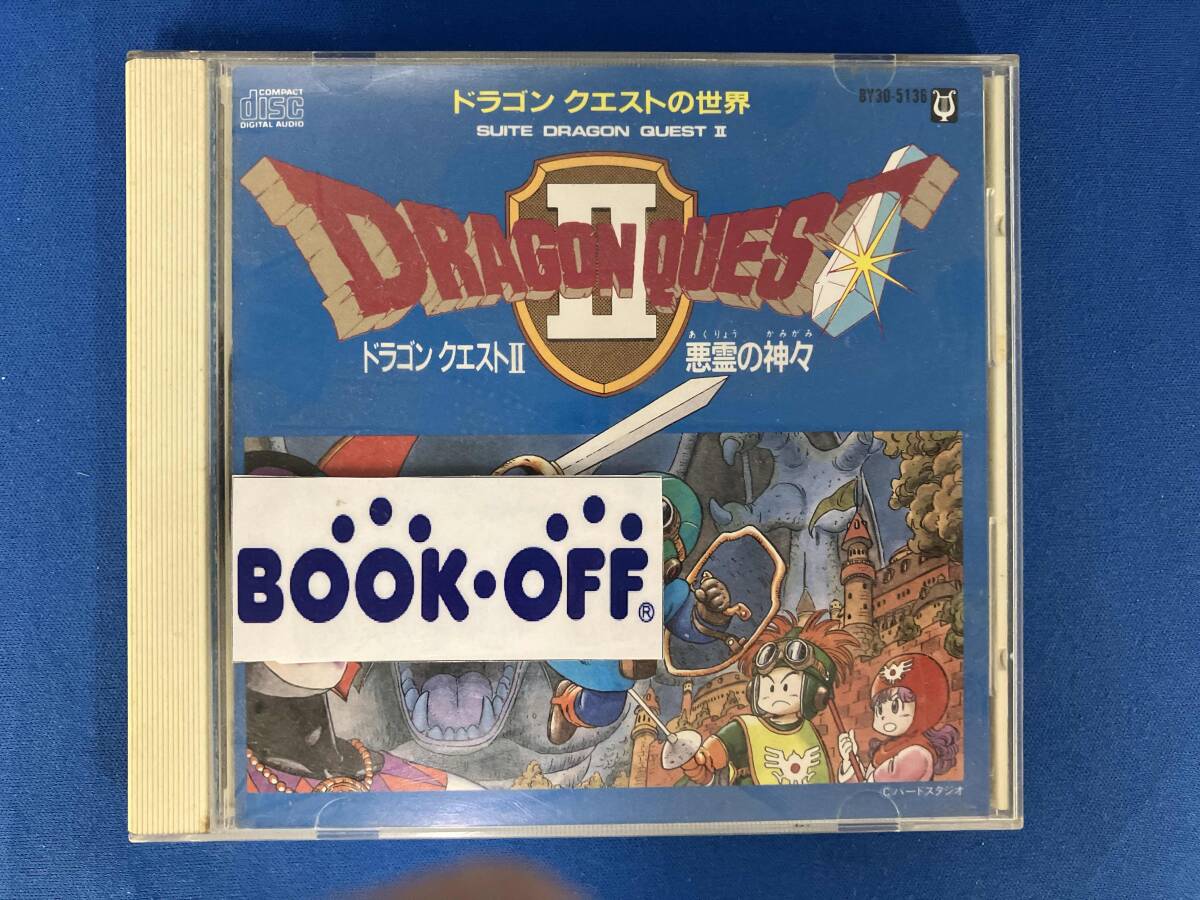 COMPACT
disc
DIGITAL AUDIO
ドラゴン クエストの世界
SUITE DRAGON QUEST II
BY30-5136
DRAGON QUEST
II
ドラゴン クエストII
あくりょう かみがみ
悪霊の神々
BOOK・OFF®
©バードスタジオ